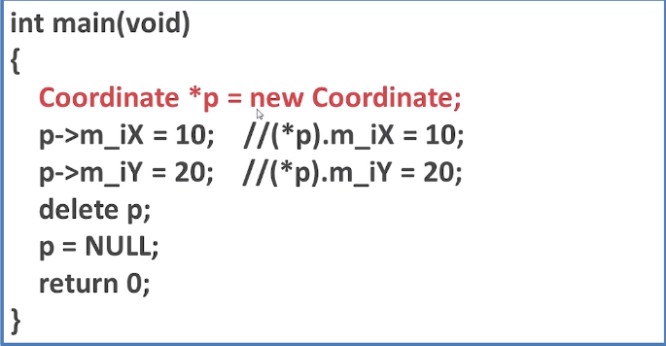 int main(void)
{
Coordinate *p = new Coordinate;
p->m_iX = 10; //(*p).m_iX = 10;
p->m_iY = 20; //(*p).m_iY = 20;
delete p;
p = NULL;
return 0;
}